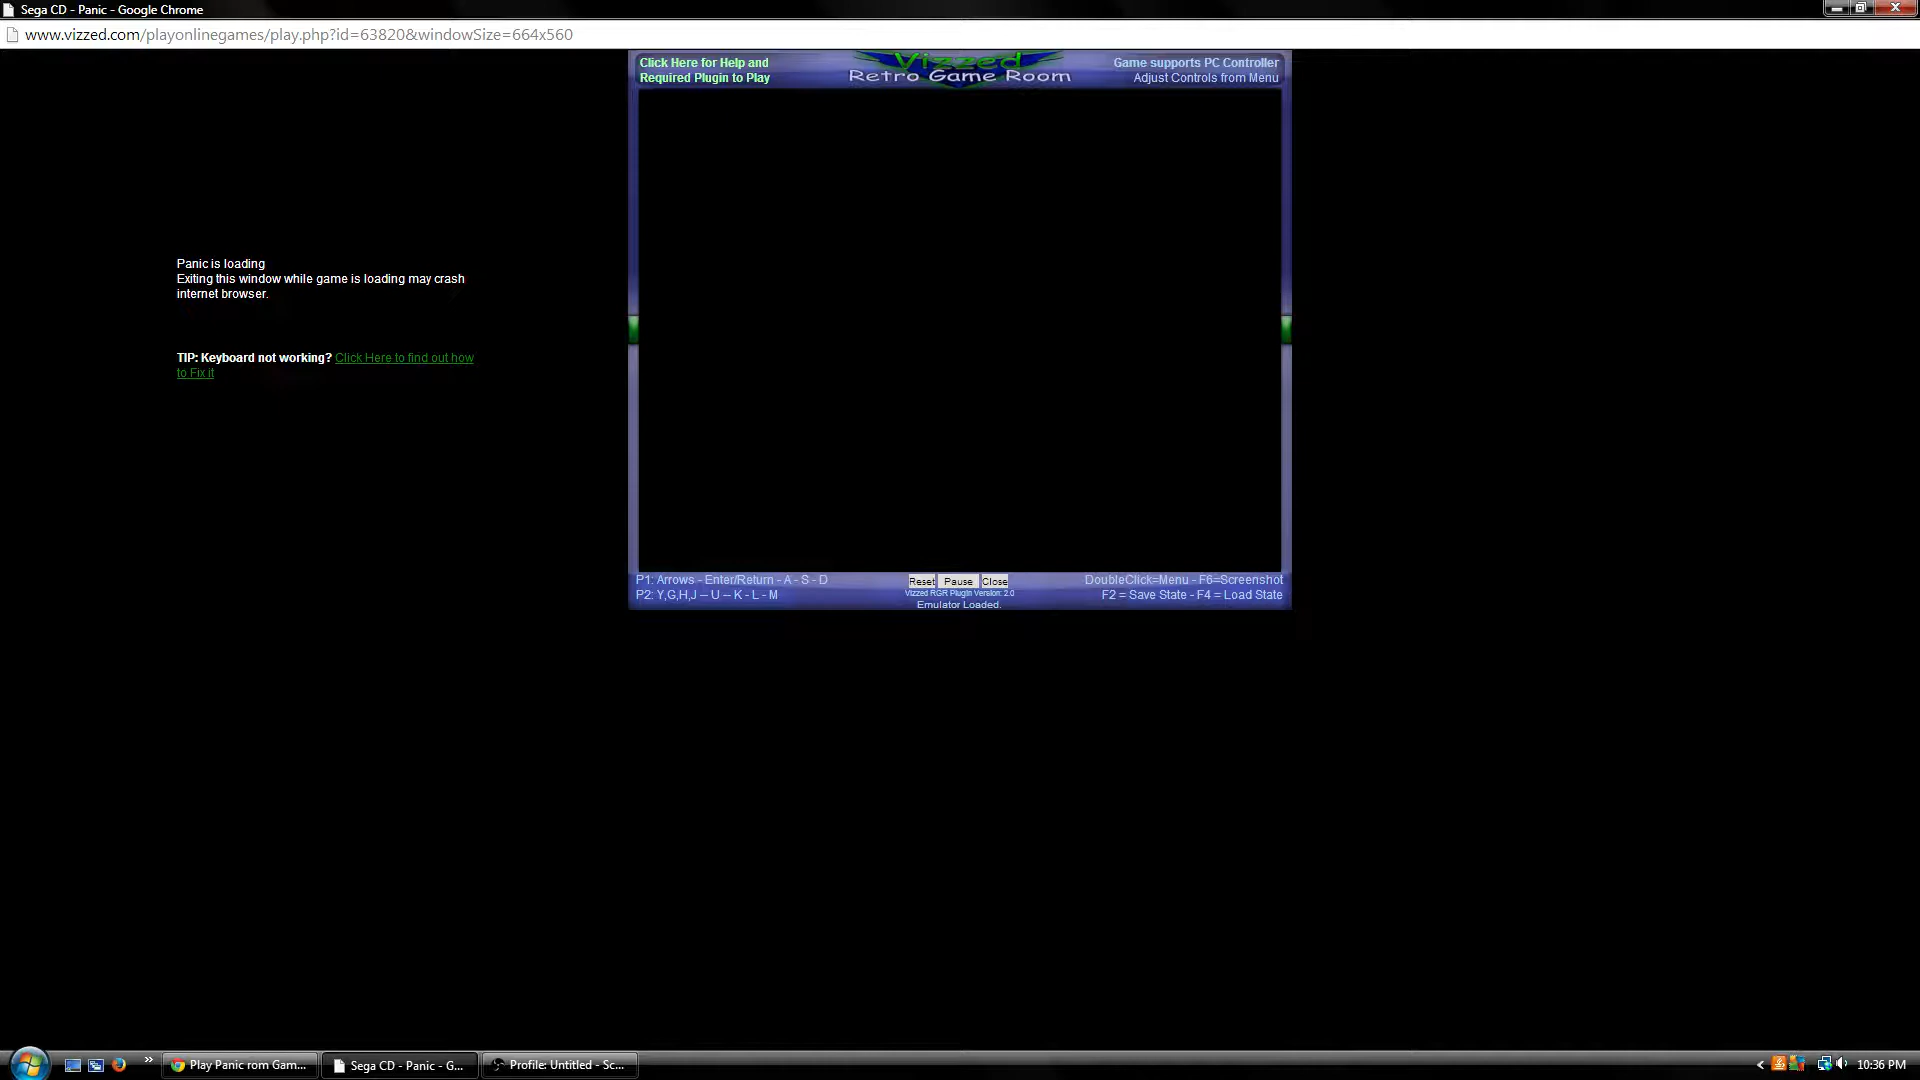 Sega CD - Panic - Google Chrome
www.vizzed.com/playonlinegames/play.php?id=63820&windowSize=664x560
Click Here for Help and
Required Plugin to Play
Vizzed
Retro Game Room
Game supports PC Controller
Adjust Controls from Menu
Panic is loading
Exiting this window while game is loading may crash
internet browser.
TIP: Keyboard not working? Click Here to find out how
to Fix it
P1: Arrows - Enter/Return - A - S - D
P2: Y,G,H,J -- U -- K - L - M
Reset Pause Close
Vizzed RGR Plugin Version: 2.0
Emulator Loaded.
DoubleClick=Menu - F6=Screenshot
F2 = Save State - F4 = Load State
Play Panic rom Gam...
Sega CD - Panic - G...
Profile: Untitled - Sc...
10:36 PM